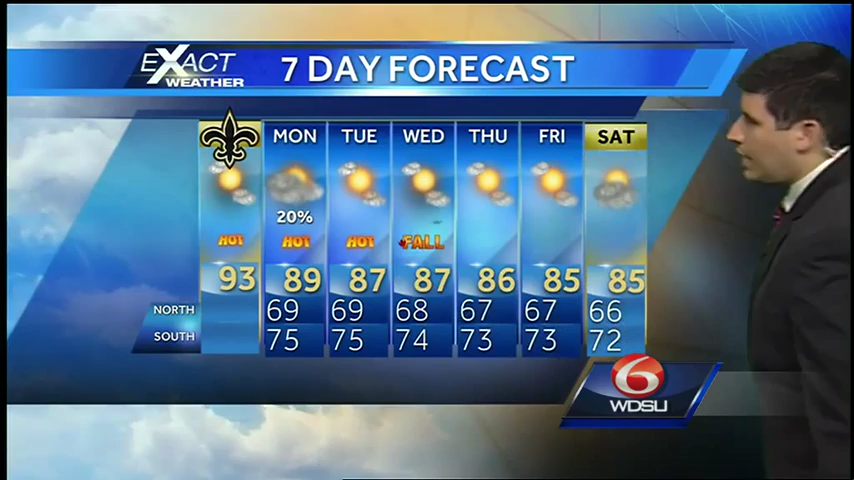 EXACT
WEATHER
7 DAY FORECAST
MON TUE WED THU FRI SAT
20%
HOT HOT HOT FALL
93 89 87 87 86 85 85
NORTH 69 69 68 67 67 66
SOUTH 75 75 74 73 73 72
6
WDSU